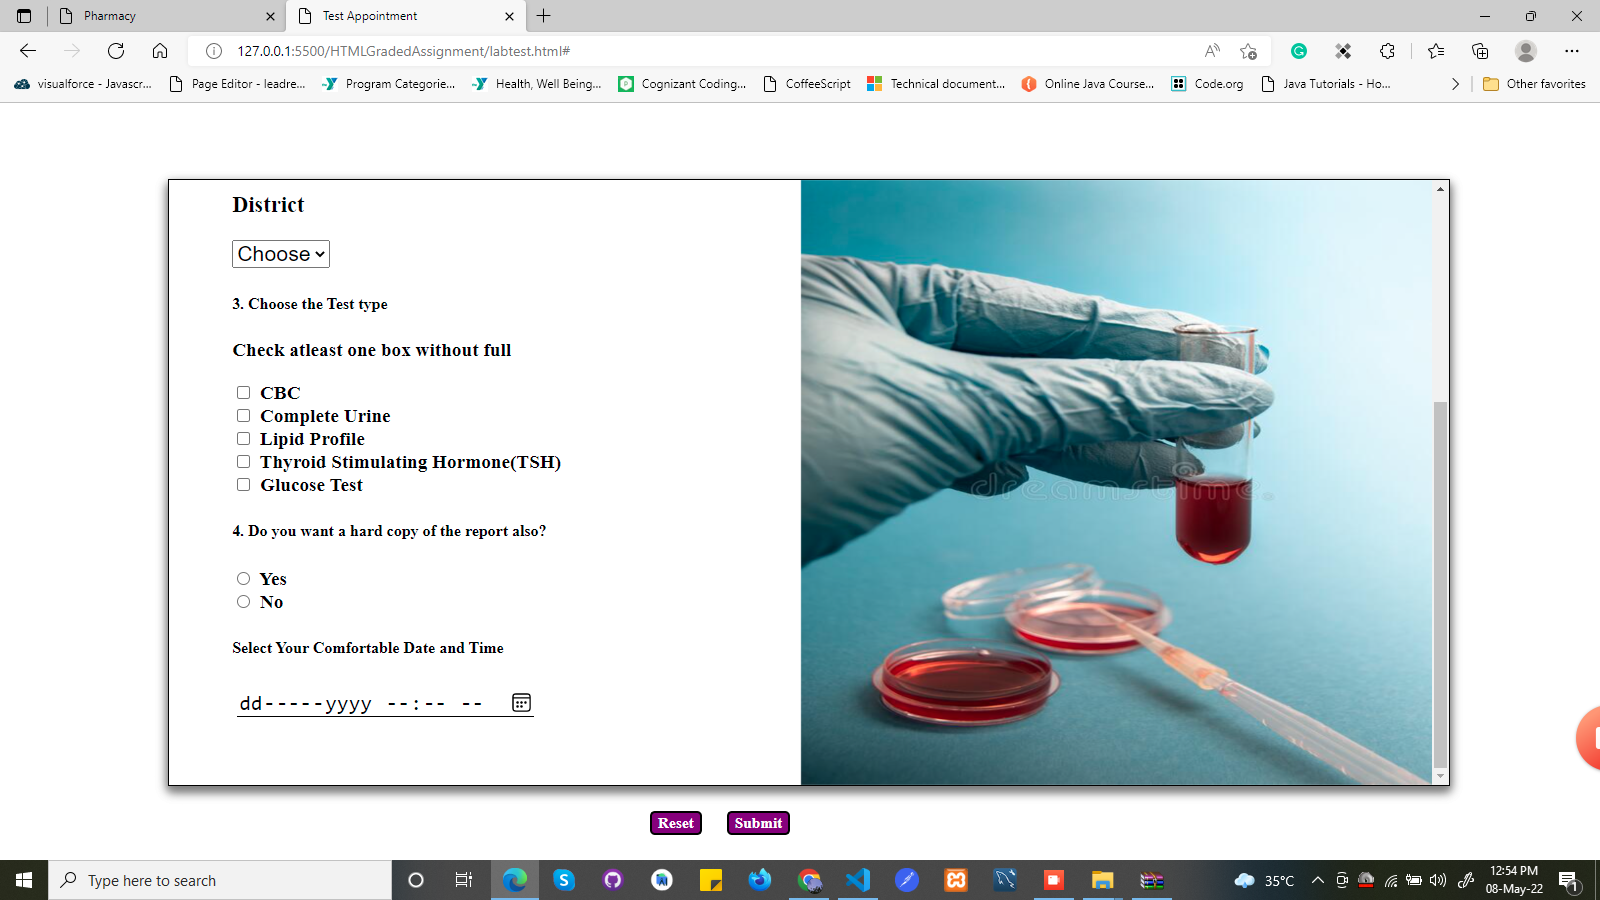 Pharmacy
Test Appointment
127.0.0.1:5500/HTMLGradedAssignment/labtest.html#
visualforce - Javascr...
Page Editor - leadre...
Program Categorie...
Health, Well Being...
Cognizant Coding...
CoffeeScript
Technical document...
Online Java Course...
Code.org
Java Tutorials - Ho...
Other favorites
District
Choose
3. Choose the Test type
Check atleast one box without full
CBC
Complete Urine
Lipid Profile
Thyroid Stimulating Hormone(TSH)
Glucose Test
4. Do you want a hard copy of the report also?
Yes
No
Select Your Comfortable Date and Time
dd-----yyyy --:-- --
dreamstime.
Reset
Submit
Type here to search
35°C
12:54 PM
08-May-22
1